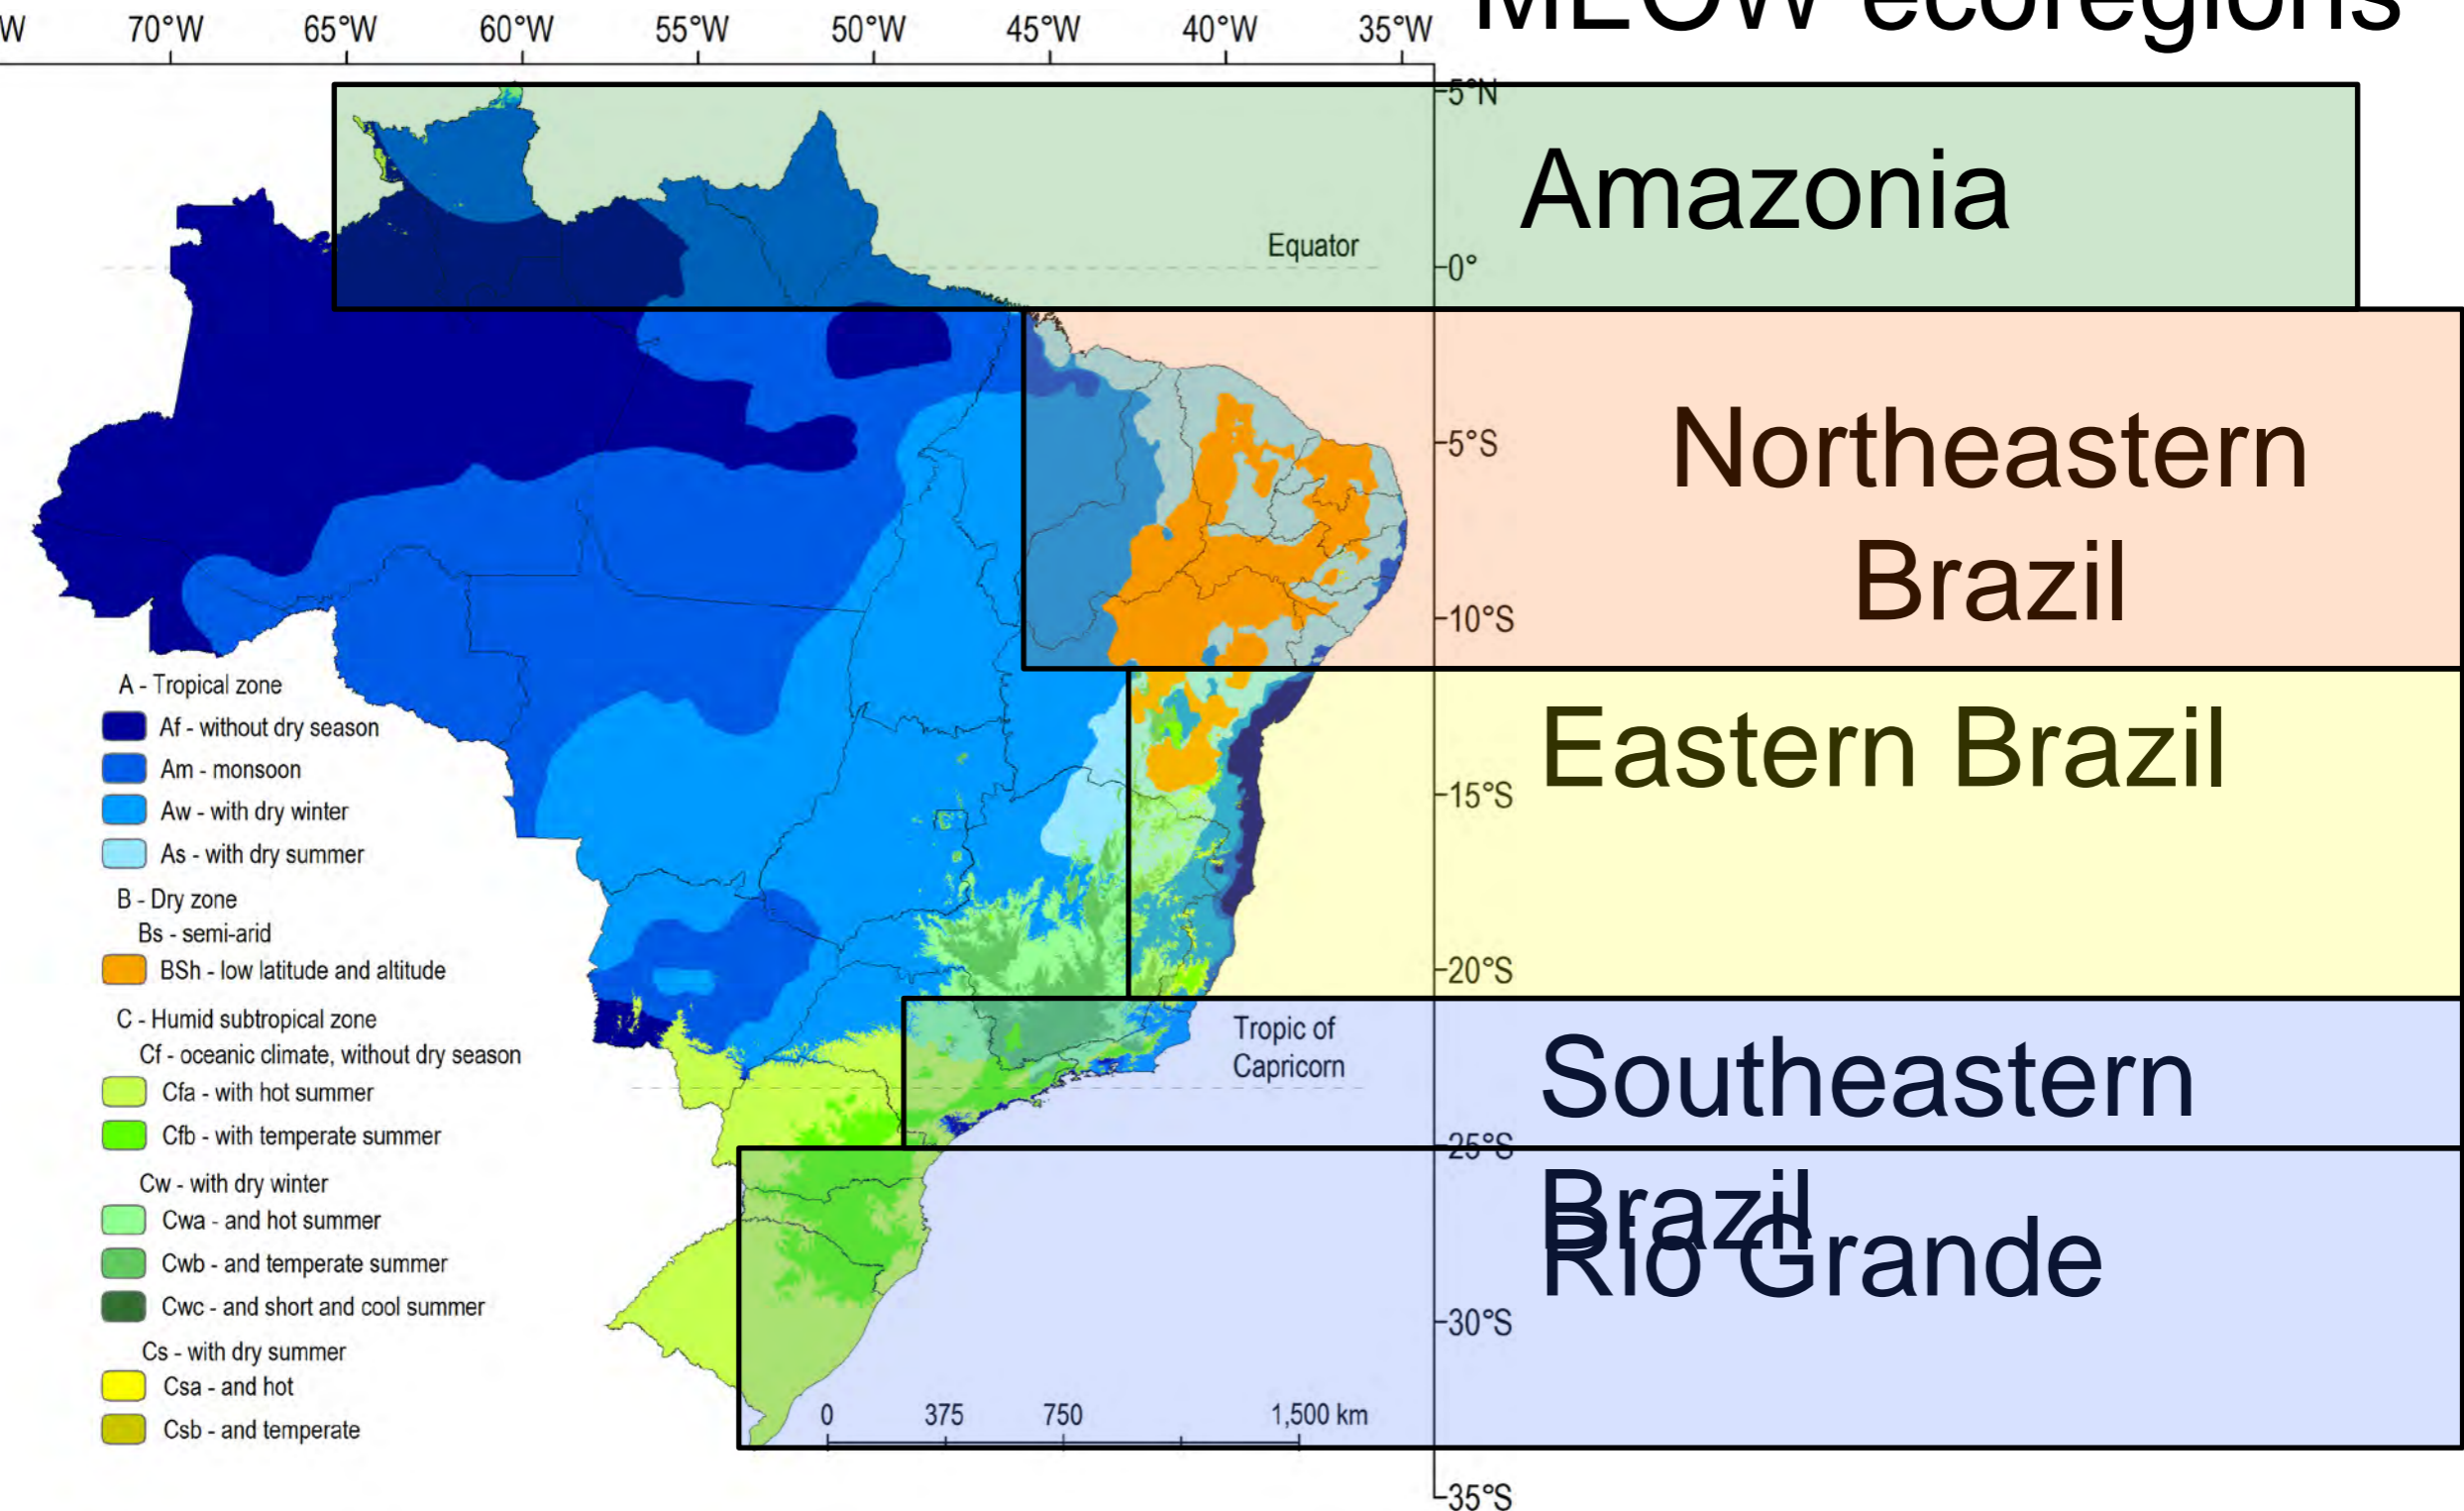 MEOW ecoregions
W 70°W 65°W 60°W 55°W 50°W 45°W 40°W 35°W
5°N
Amazonia
Equator
0°
Northeastern
5°S
Brazil
10°S
A - Tropical zone
Af - without dry season
Am - monsoon
Aw - with dry winter
As - with dry summer
B - Dry zone
Bs - semi-arid
BSh - low latitude and altitude
C - Humid subtropical zone
Cf - oceanic climate, without dry season
Cfa - with hot summer
Cfb - with temperate summer
Cw - with dry winter
Cwa - and hot summer
Cwb - and temperate summer
Cwc - and short and cool summer
Cs - with dry summer
Csa - and hot
Csb - and temperate
Eastern Brazil
15°S
20°S
Tropic of
Capricorn
Southeastern
25°S
Brazil
Rio Grande
30°S
0 375 750 1,500 km
35°S